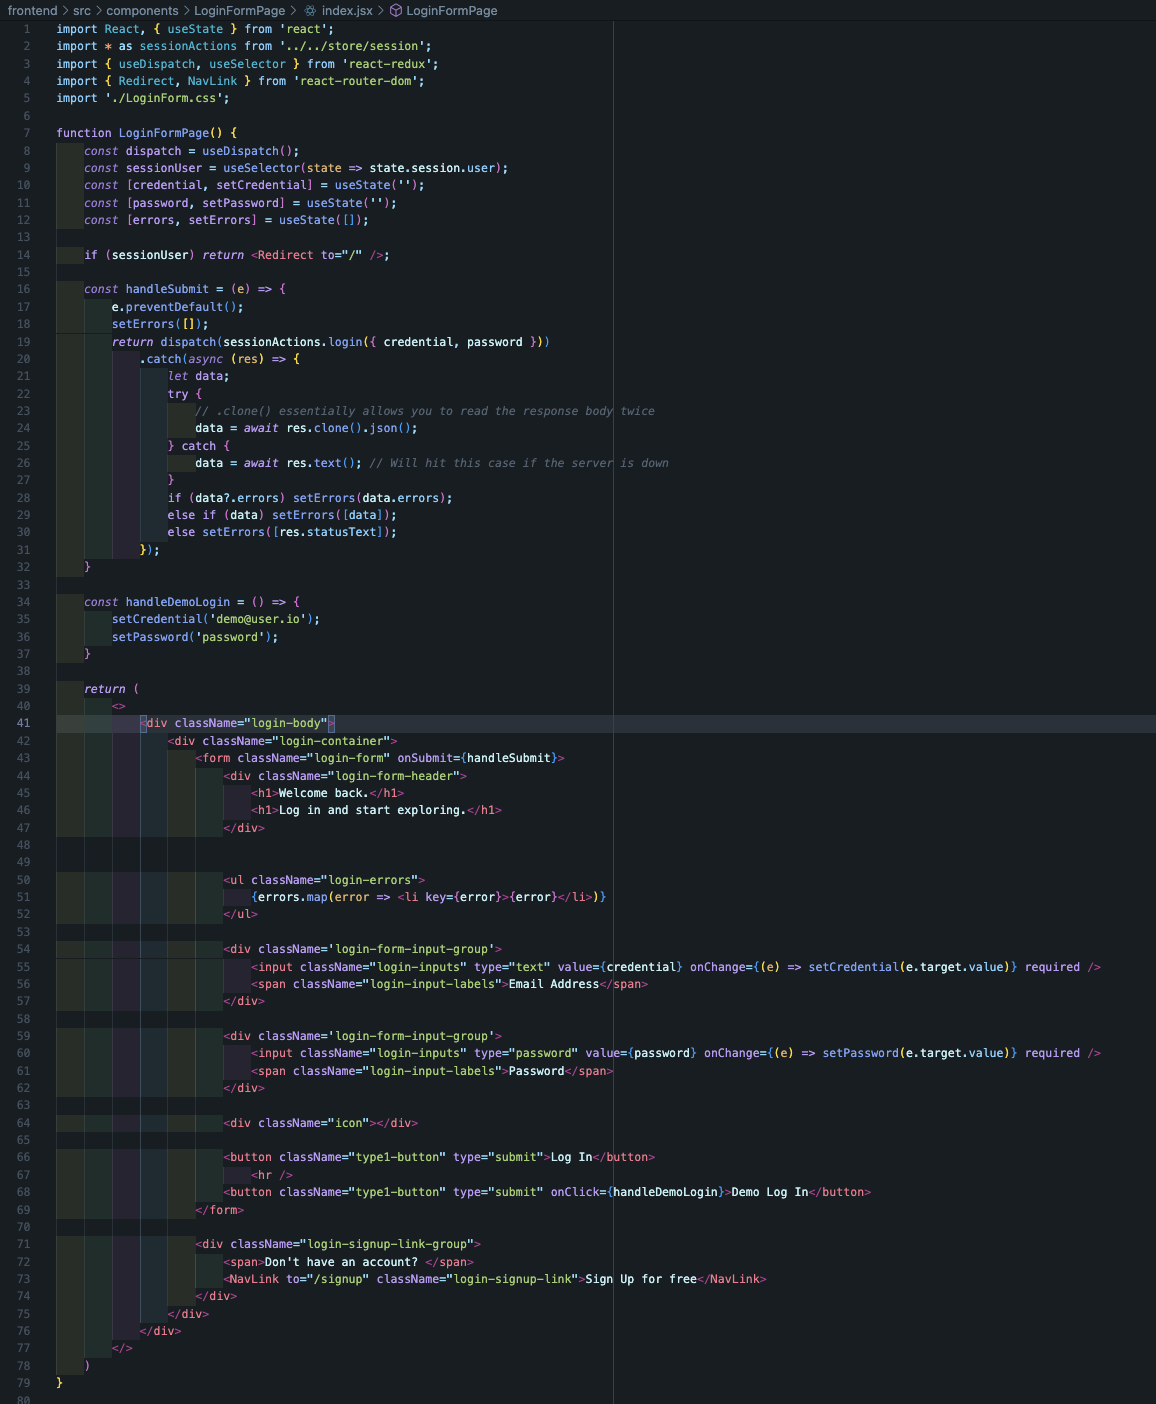 frontend > src > components > LoginFormPage > index.jsx > LoginFormPage
1 import React, { useState } from 'react';
2 import * as sessionActions from '../../store/session';
3 import { useDispatch, useSelector } from 'react-redux';
4 import { Redirect, NavLink } from 'react-router-dom';
5 import './LoginForm.css';
6
7 function LoginFormPage() {
8     const dispatch = useDispatch();
9     const sessionUser = useSelector(state => state.session.user);
10     const [credential, setCredential] = useState('');
11     const [password, setPassword] = useState('');
12     const [errors, setErrors] = useState([]);
13
14     if (sessionUser) return <Redirect to="/" />;
15
16     const handleSubmit = (e) => {
17         e.preventDefault();
18         setErrors([]);
19         return dispatch(sessionActions.login({ credential, password }))
20             .catch(async (res) => {
21                 let data;
22                 try {
23                     // .clone() essentially allows you to read the response body twice
24                     data = await res.clone().json();
25                 } catch {
26                     data = await res.text(); // Will hit this case if the server is down
27                 }
28                 if (data?.errors) setErrors(data.errors);
29                 else if (data) setErrors([data]);
30                 else setErrors([res.statusText]);
31             });
32     }
33
34     const handleDemoLogin = () => {
35         setCredential('demo@user.io');
36         setPassword('password');
37     }
38
39     return (
40         <>
41             <div className="login-body">
42                 <div className="login-container">
43                     <form className="login-form" onSubmit={handleSubmit}>
44                         <div className="login-form-header">
45                             <h1>Welcome back.</h1>
46                             <h1>Log in and start exploring.</h1>
47                         </div>
48
49
50                         <ul className="login-errors">
51                             {errors.map(error => <li key={error}>{error}</li>)}
52                         </ul>
53
54                         <div className='login-form-input-group'>
55                             <input className="login-inputs" type="text" value={credential} onChange={(e) => setCredential(e.target.value)} required />
56                             <span className="login-input-labels">Email Address</span>
57                         </div>
58
59                         <div className='login-form-input-group'>
60                             <input className="login-inputs" type="password" value={password} onChange={(e) => setPassword(e.target.value)} required />
61                             <span className="login-input-labels">Password</span>
62                         </div>
63
64                         <div className="icon"></div>
65
66                         <button className="type1-button" type="submit">Log In</button>
67                             <hr />
68                         <button className="type1-button" type="submit" onClick={handleDemoLogin}>Demo Log In</button>
69                     </form>
70
71                     <div className="login-signup-link-group">
72                         <span>Don't have an account? </span>
73                         <NavLink to="/signup" className="login-signup-link">Sign Up for free</NavLink>
74                     </div>
75                 </div>
76             </div>
77         </>
78     )
79 }
80